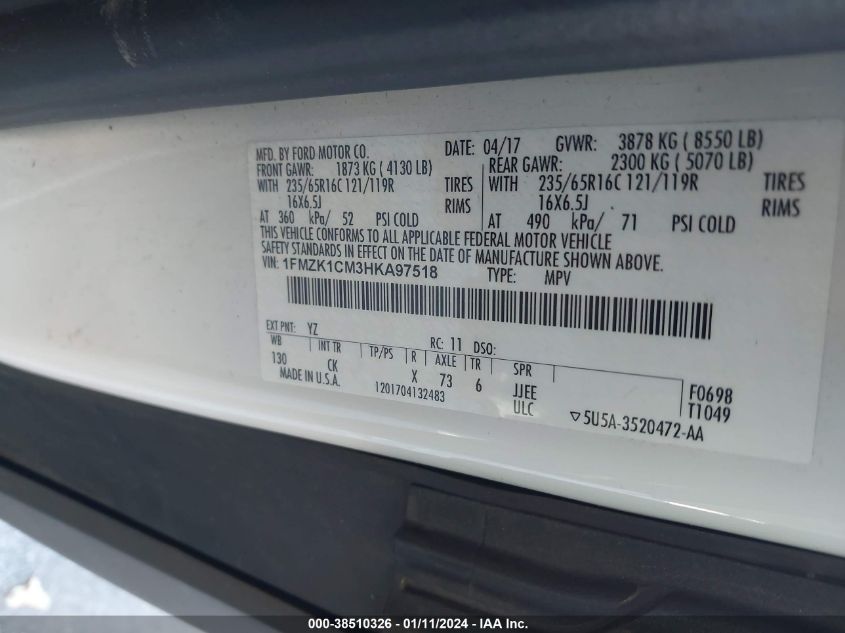 MFD. BY FORD MOTOR CO. DATE: 04/17 GVWR: 3878 KG ( 8550 LB)
FRONT GAWR: 1873 KG ( 4130 LB) REAR GAWR: 2300 KG ( 5070 LB)
WITH 235/65R16C 121/119R TIRES WITH 235/65R16C 121/119R TIRES
16X6.5J RIMS 16X6.5J RIMS
AT 360 kPa/ 52 PSI COLD AT 490 kPa/ 71 PSI COLD
THIS VEHICLE CONFORMS TO ALL APPLICABLE FEDERAL MOTOR VEHICLE
SAFETY STANDARDS IN EFFECT ON THE DATE OF MANUFACTURE SHOWN ABOVE.
VIN: 1FMZK1CM3HKA97518 TYPE: MPV
EXT PNT: YZ RC: 11 DSO:
WB INT TR TP/PS R AXLE TR SPR
130 CK X 73 6 JJEE F0698
MADE IN U.S.A. 1201704132483 ULC T1049
▽5U5A-3520472-AA
000-38510326 - 01/11/2024 - IAA Inc.